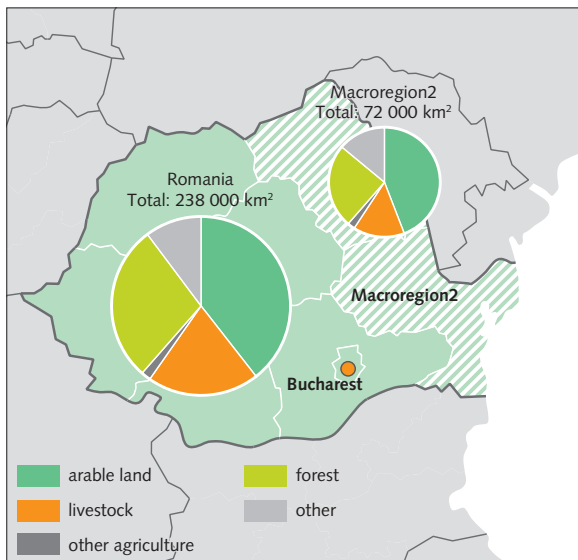 Macroregion2
Total: 72 000 km²
Romania
Total: 238 000 km²
Macroregion2
Bucharest
arable land
forest
livestock
other
other agriculture